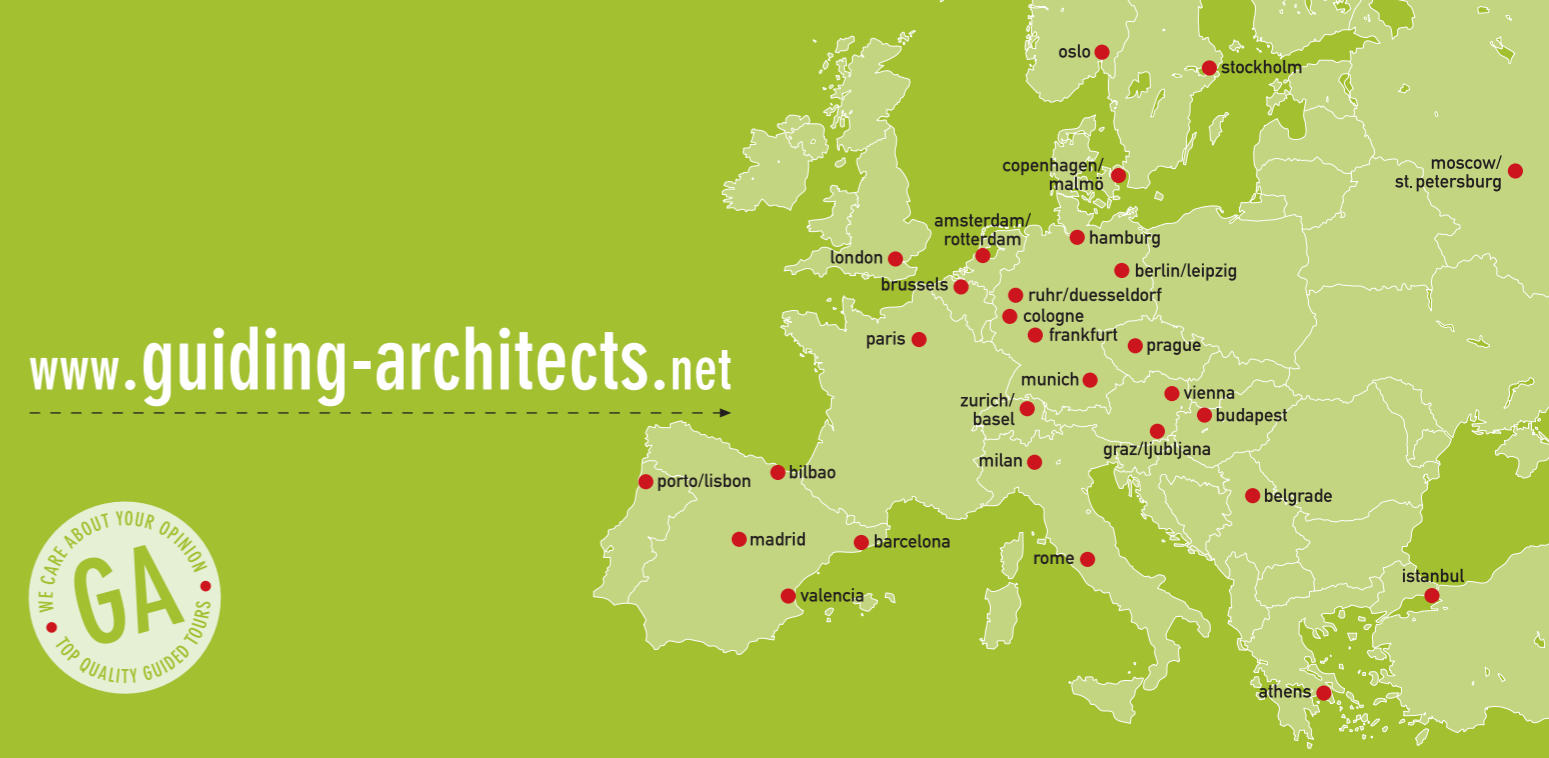 oslo
stockholm
copenhagen/
malmö
moscow/
st. petersburg
amsterdam/
rotterdam
hamburg
london
berlin/leipzig
brussels
ruhr/duesseldorf
cologne
frankfurt
paris
prague
www.guiding-architects.net
munich
vienna
zurich/
basel
budapest
graz/ljubljana
milan
bilbao
porto/lisbon
belgrade
madrid
barcelona
rome
istanbul
valencia
athens
WE CARE ABOUT YOUR OPINION
GA
TOP QUALITY GUIDED TOURS